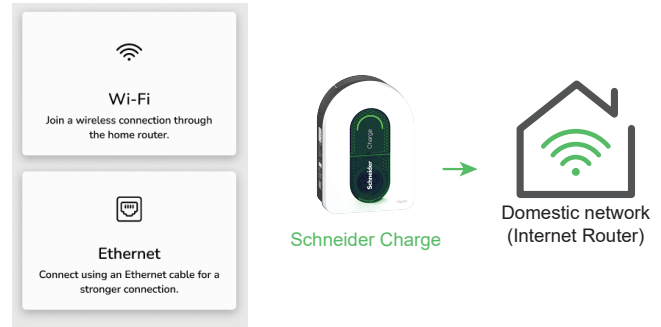 Wi-Fi
Join a wireless connection through
the home router.
Ethernet
Connect using an Ethernet cable for a
stronger connection.
Charge
Schneider
Schneider Charge
Domestic network
(Internet Router)